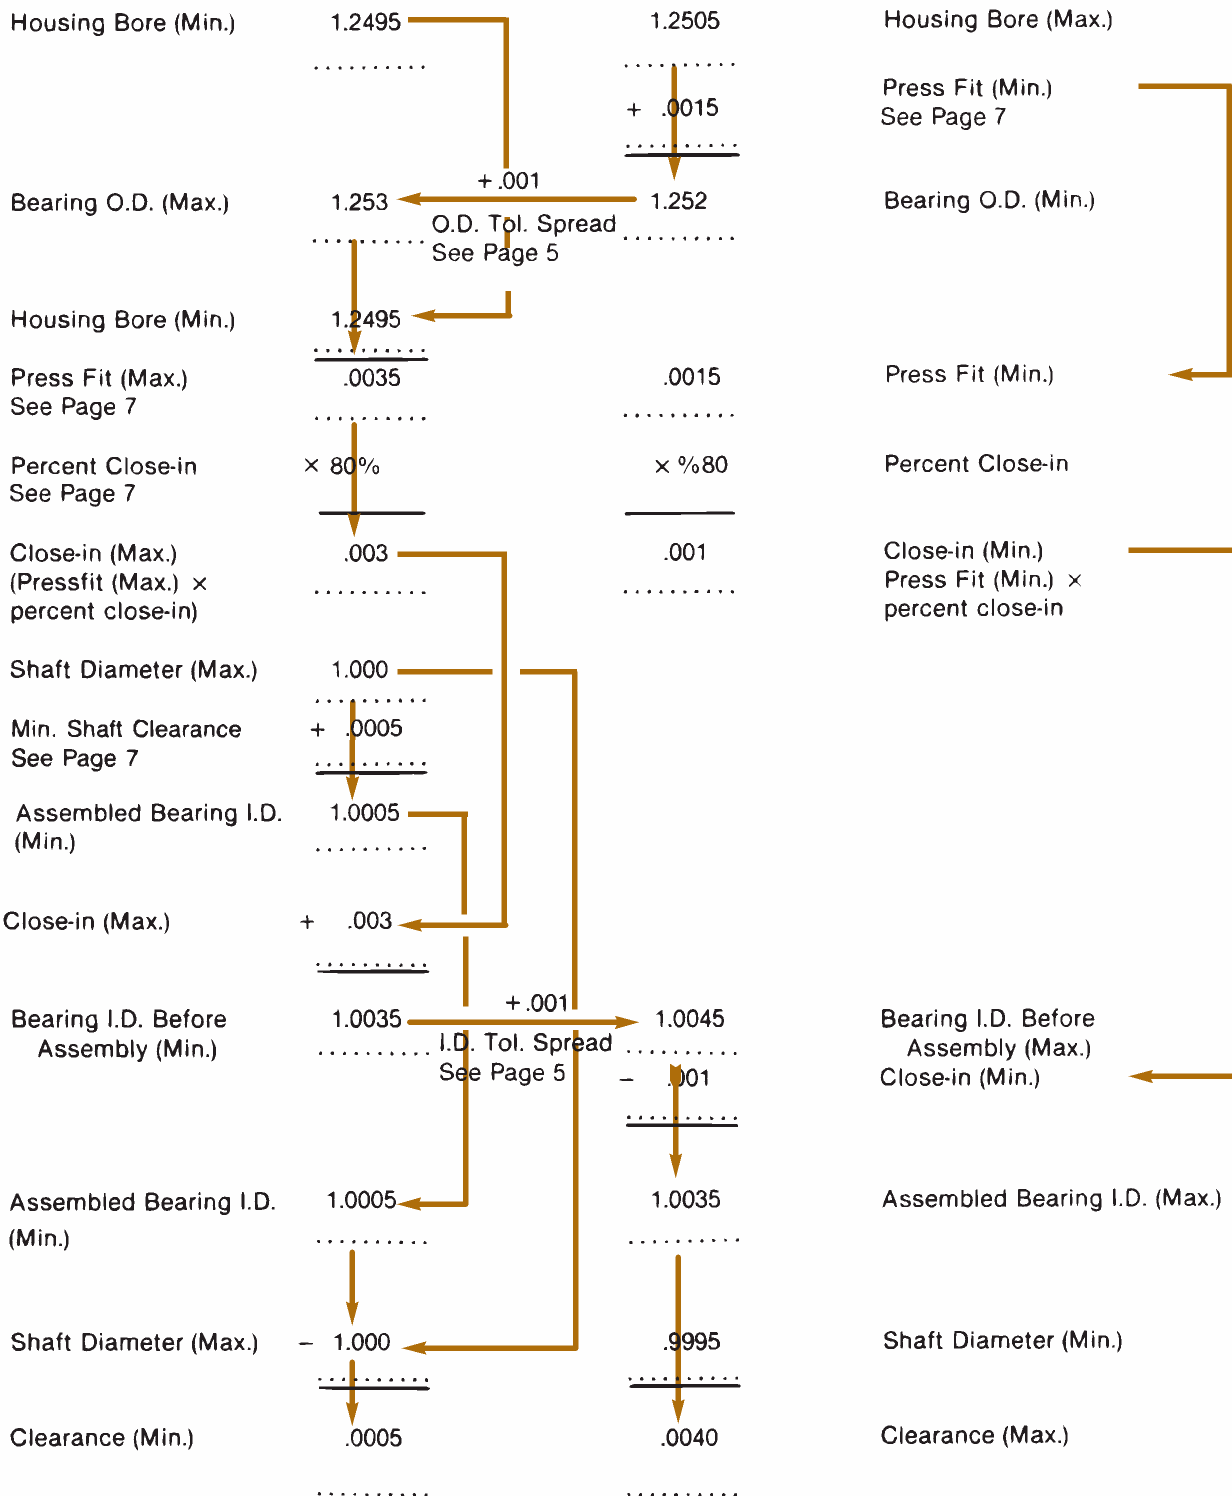 Housing Bore (Min.) 1.2495 1.2505 Housing Bore (Max.)
+ .0015 Press Fit (Min.)
See Page 7
+.001
Bearing O.D. (Max.) 1.253 1.252 Bearing O.D. (Min.)
O.D. Tol. Spread
See Page 5
Housing Bore (Min.) 1.2495
Press Fit (Max.) .0035 .0015 Press Fit (Min.)
See Page 7
Percent Close-in × 80% × %80 Percent Close-in
See Page 7
Close-in (Max.) .003 .001 Close-in (Min.)
(Pressfit (Max.) × Press Fit (Min.) ×
percent close-in) percent close-in
Shaft Diameter (Max.) 1.000
Min. Shaft Clearance + .0005
See Page 7
Assembled Bearing I.D. 1.0005
(Min.)
Close-in (Max.) + .003
+.001
Bearing I.D. Before 1.0035 1.0045 Bearing I.D. Before
Assembly (Min.) I.D. Tol. Spread Assembly (Max.)
See Page 5 − .001 Close-in (Min.)
Assembled Bearing I.D. 1.0005 1.0035 Assembled Bearing I.D. (Max.)
(Min.)
Shaft Diameter (Max.) − 1.000 .9995 Shaft Diameter (Min.)
Clearance (Min.) .0005 .0040 Clearance (Max.)